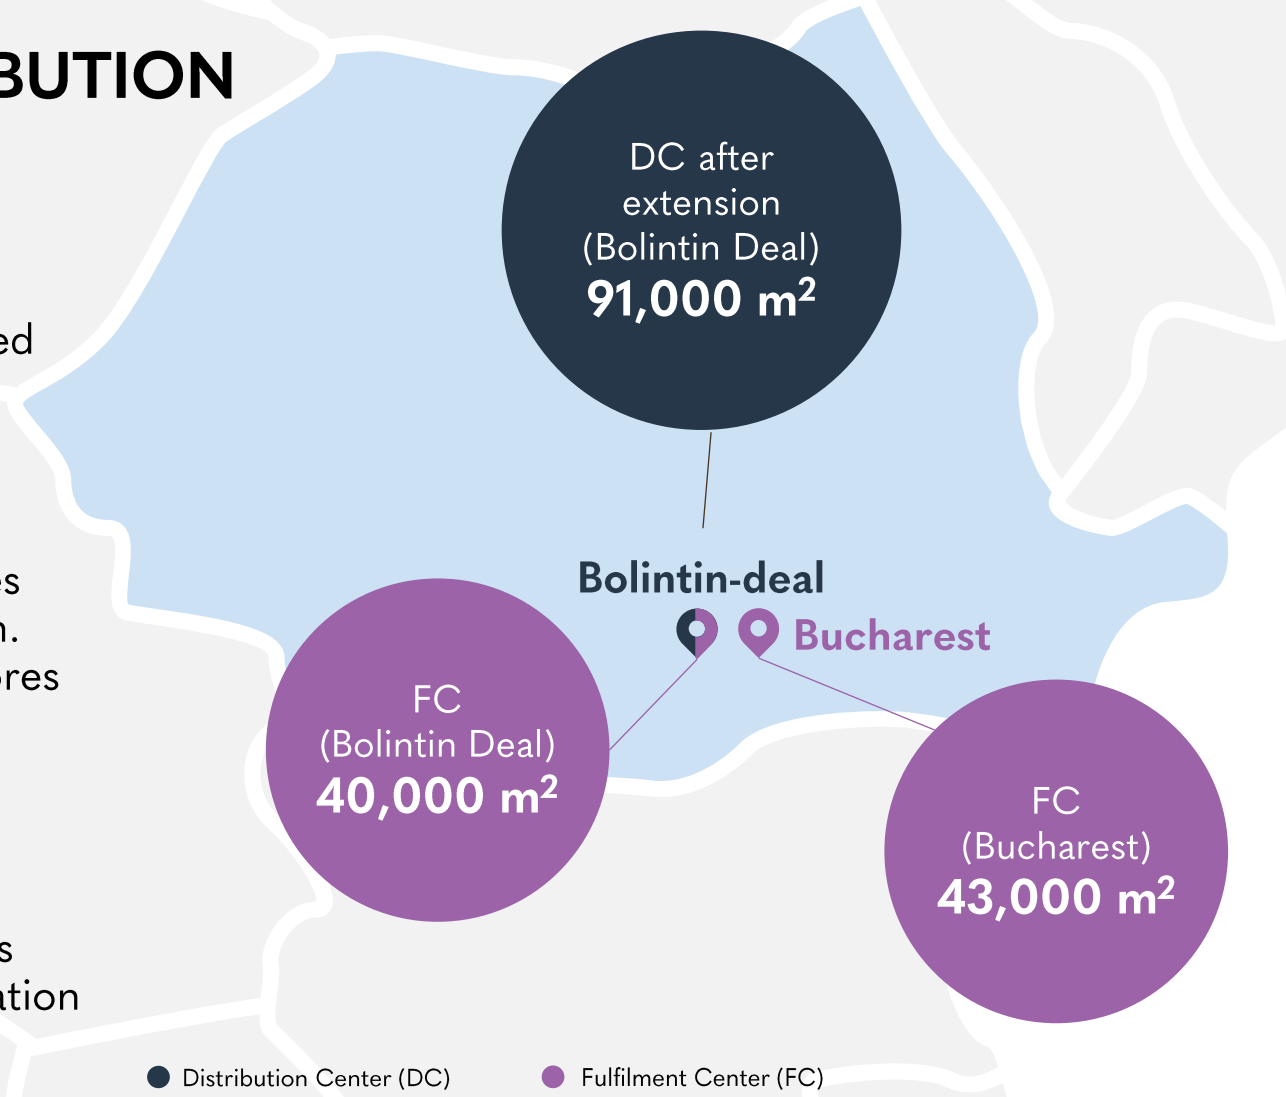 BUTION
DC after
extension
(Bolintin Deal)
91,000 m²
ed
Bolintin-deal
Bucharest
es
n.
ores
FC
(Bolintin Deal)
40,000 m²
FC
(Bucharest)
43,000 m²
s
ation
Distribution Center (DC)
Fulfilment Center (FC)